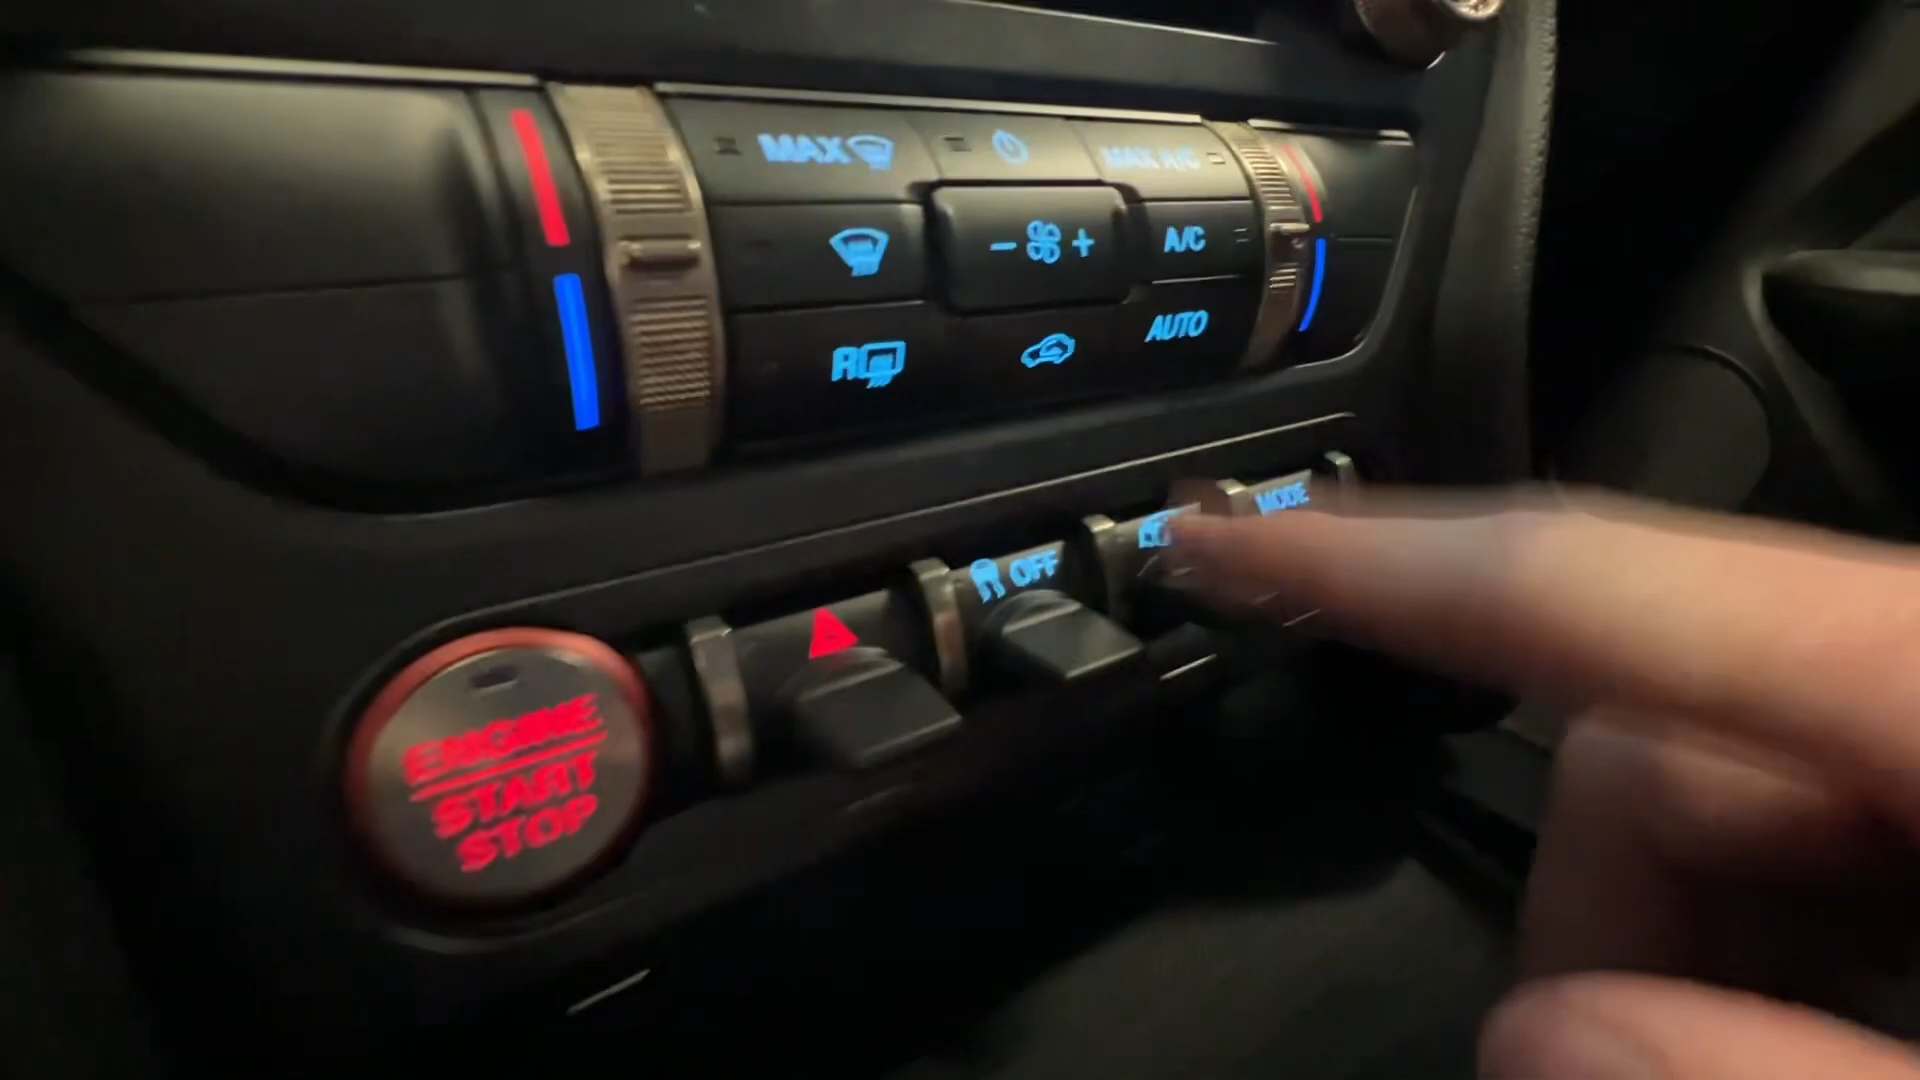 MAX
MAX A/C
- +
A/C
R
AUTO
MODE
OFF
ENGINE
START
STOP